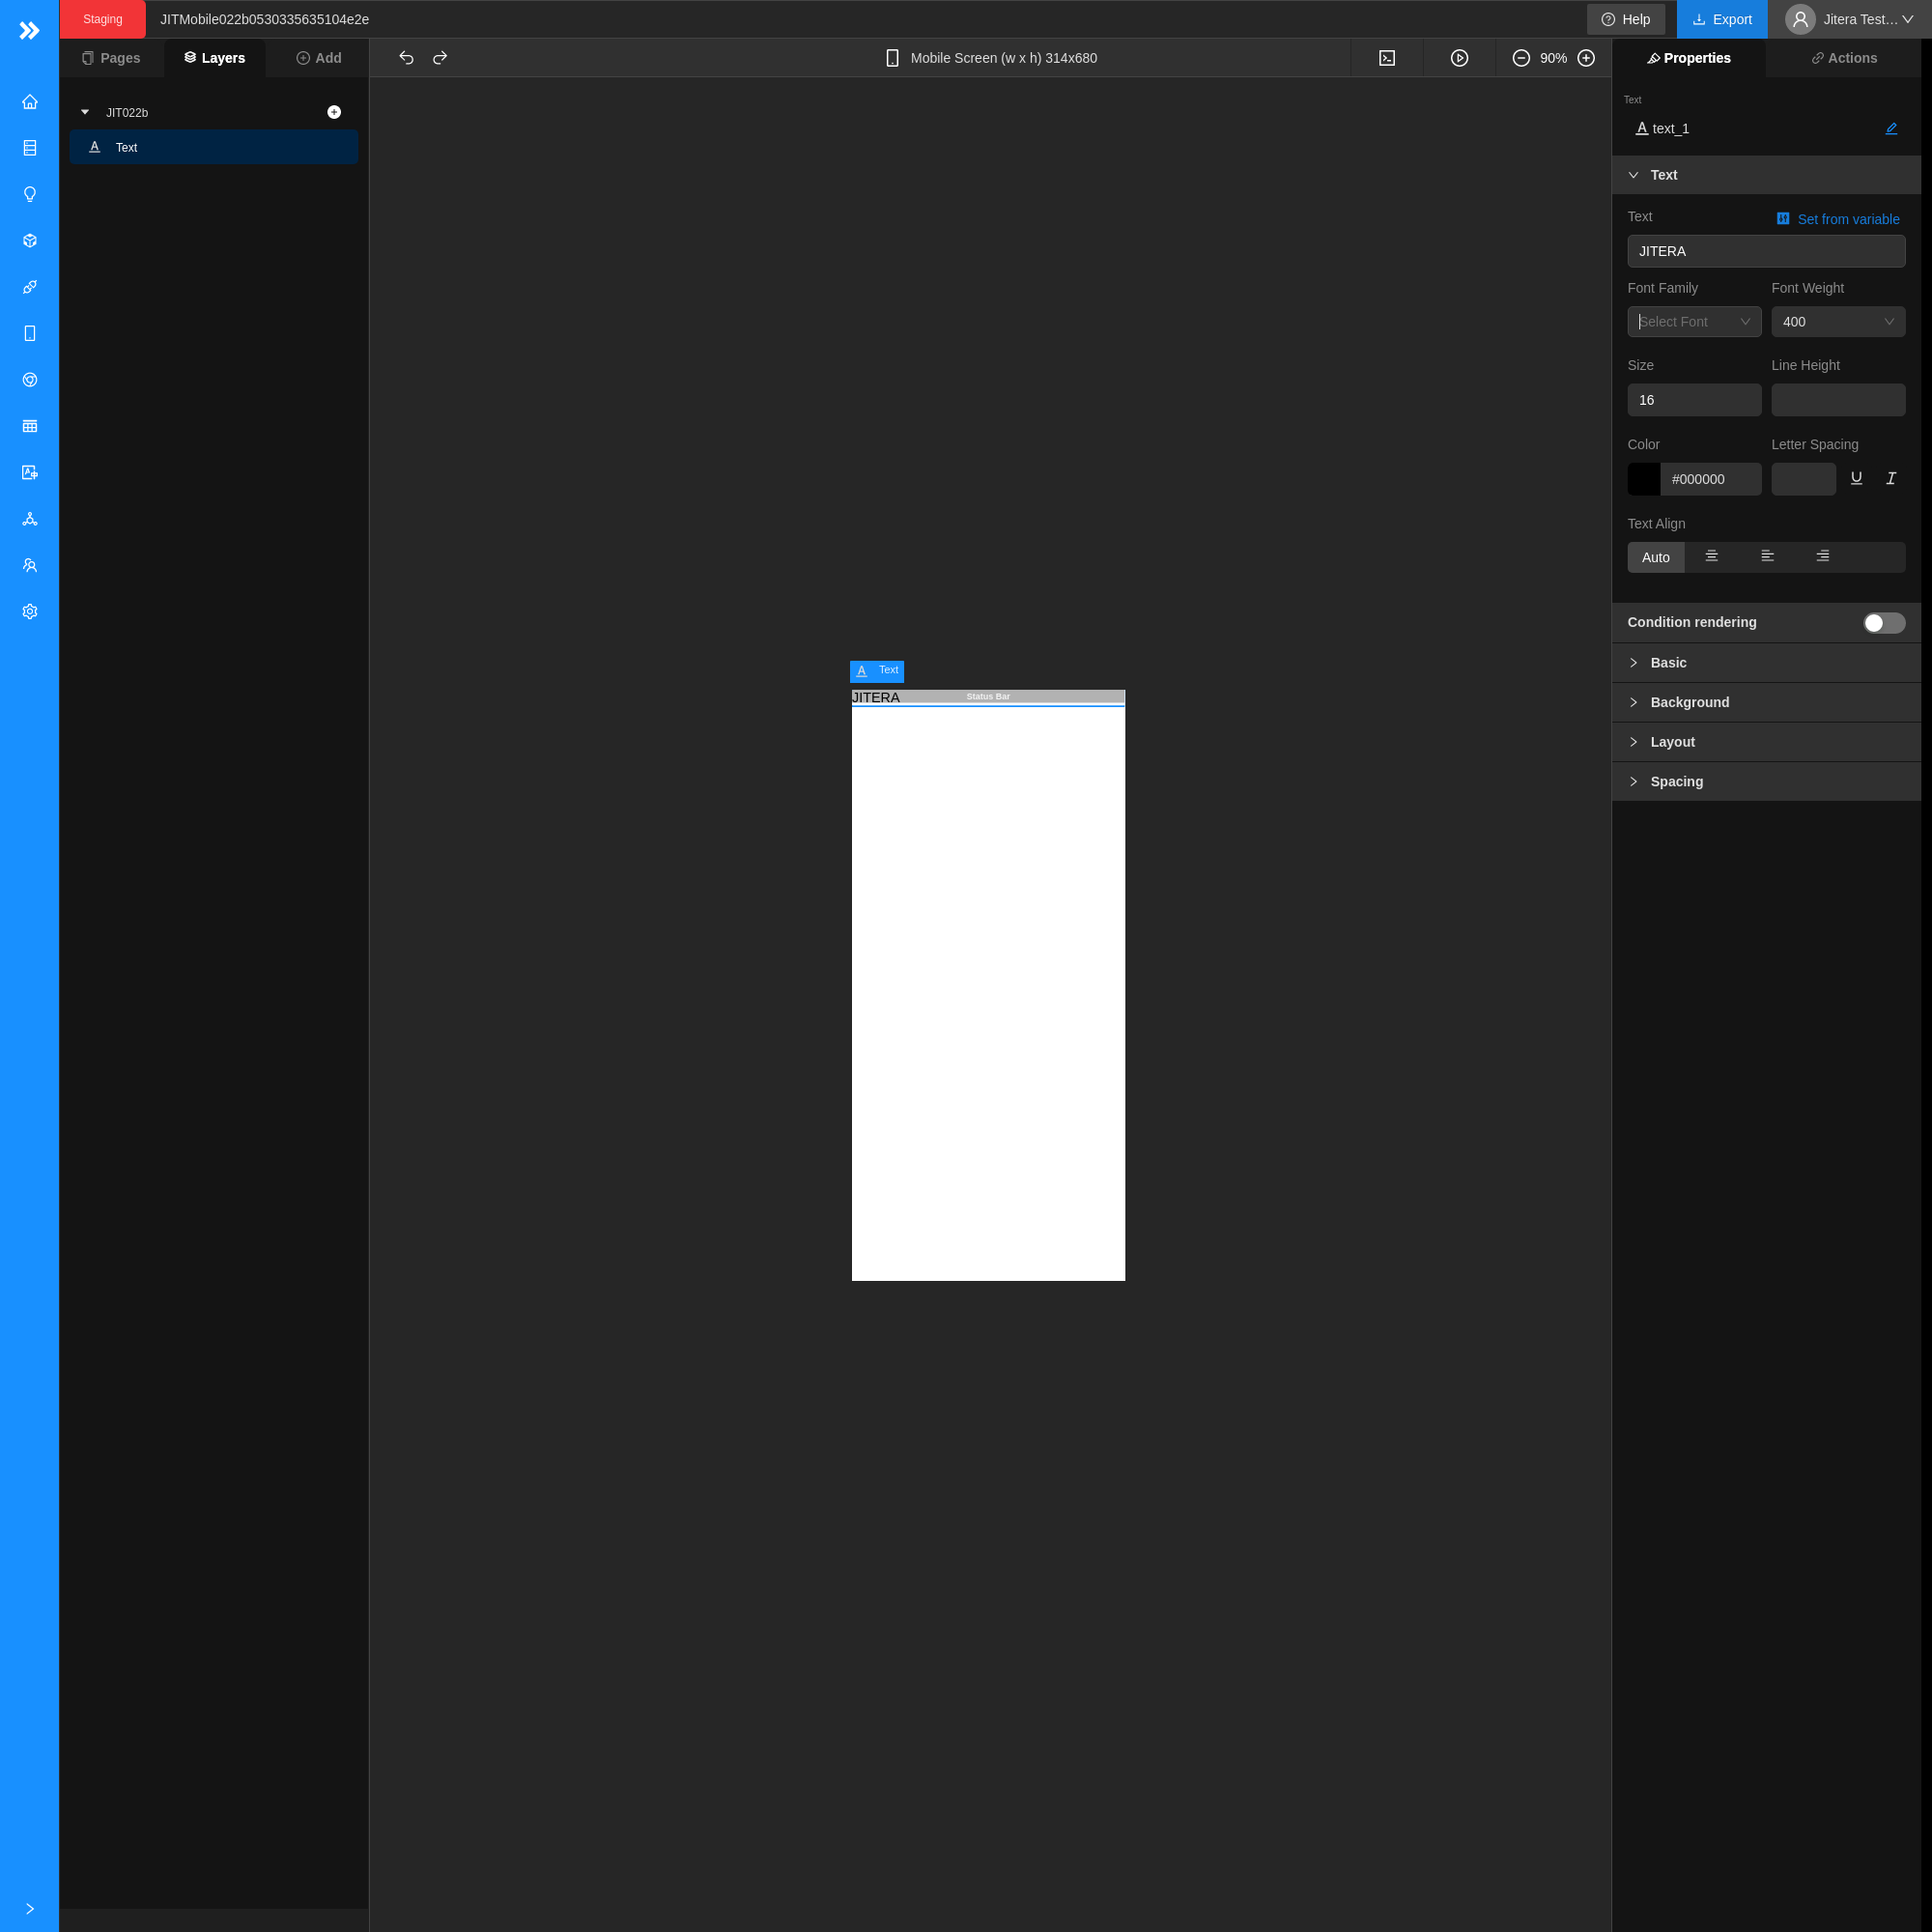 Staging
JITMobile022b0530335635104e2e
Help
Export
Jitera Test…
Pages
Layers
Add
Mobile Screen (w x h) 314x680
90%
Properties
Actions
JIT022b
Text
Text
text_1
Text
Text
Set from variable
JITERA
Font Family
Font Weight
Select Font
400
Size
Line Height
16
Color
Letter Spacing
#000000
Text Align
Auto
Condition rendering
Basic
Background
Layout
Spacing
Text
JITERA
Status Bar